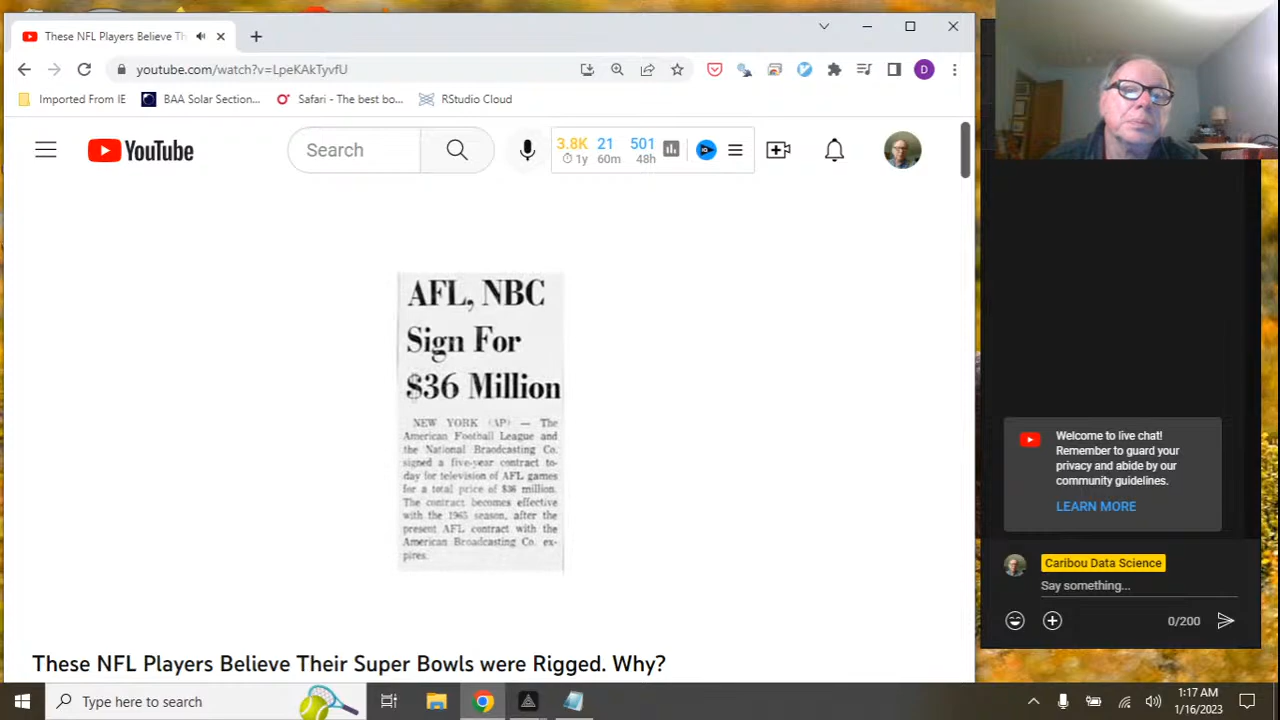 These NFL Players Believe Th
youtube.com/watch?v=LpeKAkTyvfU
D
Imported From IE
BAA Solar Section...
Safari - The best bo...
RStudio Cloud
YouTube
Search
3.8K 21 501
1y 60m 48h
AFL, NBC
Sign For
$36 Million
NEW YORK (AP) — The
American Football League and
the National Braodcasting Co.
signed a five-year contract to-
day for television of AFL games
for a total price of $36 million.
The contract becomes effective
with the 1965 season, after the
present AFL contract with the
American Broadcasting Co. ex-
pires.
These NFL Players Believe Their Super Bowls were Rigged. Why?
Welcome to live chat!
Remember to guard your
privacy and abide by our
community guidelines.
LEARN MORE
Caribou Data Science
Say something...
0/200
Type here to search
1:17 AM
1/16/2023